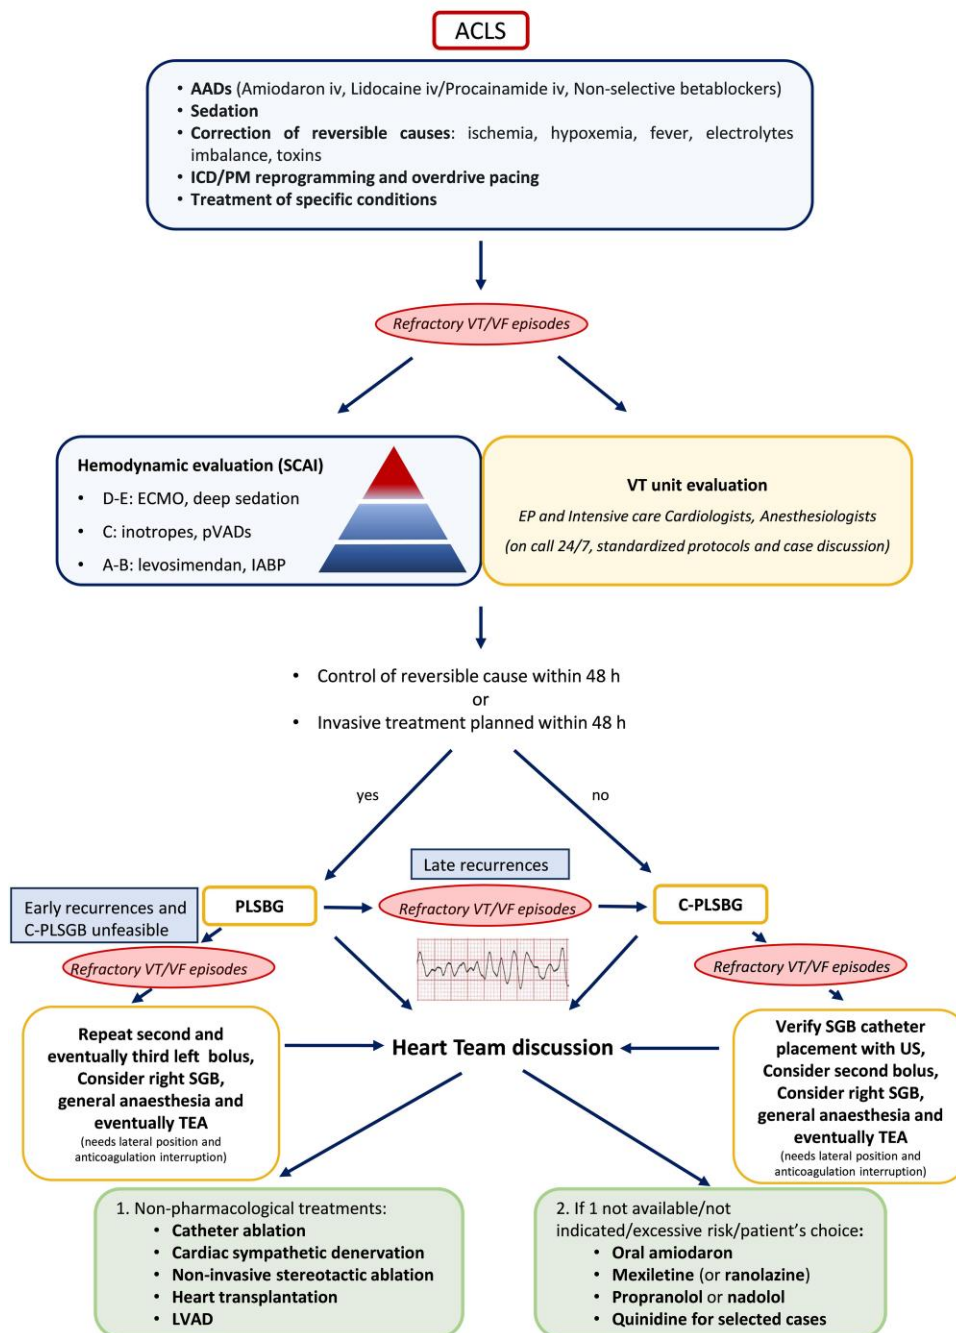 ACLS
• AADs (Amiodaron iv, Lidocaine iv/Procainamide iv, Non-selective betablockers)
• Sedation
• Correction of reversible causes: ischemia, hypoxemia, fever, electrolytes
imbalance, toxins
• ICD/PM reprogramming and overdrive pacing
• Treatment of specific conditions
Refractory VT/VF episodes
Hemodynamic evaluation (SCAI)
• D-E: ECMO, deep sedation
• C: inotropes, pVADs
• A-B: levosimendan, IABP
VT unit evaluation
EP and Intensive care Cardiologists, Anesthesiologists
(on call 24/7, standardized protocols and case discussion)
• Control of reversible cause within 48 h
or
• Invasive treatment planned within 48 h
yes
no
Late recurrences
Early recurrences and
C-PLSGB unfeasible
PLSBG
Refractory VT/VF episodes
C-PLSBG
Refractory VT/VF episodes
Refractory VT/VF episodes
Repeat second and
eventually third left bolus,
Consider right SGB,
general anaesthesia and
eventually TEA
(needs lateral position and
anticoagulation interruption)
Heart Team discussion
Verify SGB catheter
placement with US,
Consider second bolus,
Consider right SGB,
general anaesthesia and
eventually TEA
(needs lateral position and
anticoagulation interruption)
1. Non-pharmacological treatments:
• Catheter ablation
• Cardiac sympathetic denervation
• Non-invasive stereotactic ablation
• Heart transplantation
• LVAD
2. If 1 not available/not
indicated/excessive risk/patient’s choice:
• Oral amiodaron
• Mexiletine (or ranolazine)
• Propranolol or nadolol
• Quinidine for selected cases